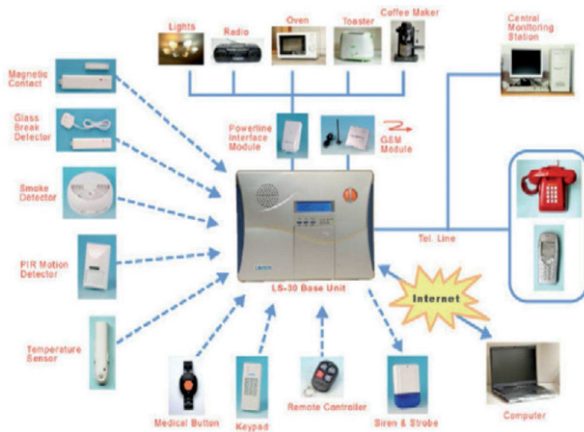 Lights
Radio
Oven
Toaster
Coffee Maker
Central
Monitoring
Station
Magnetic
Contact
Glass
Break
Detector
Powerline
Interface
Module
GSM
Module
Smoke
Detector
Tel. Line
PIR Motion
Detector
LS-30 Base Unit
Internet
Temperature
Sensor
Medical Button
Keypad
Remote Controller
Siren & Strobe
Computer